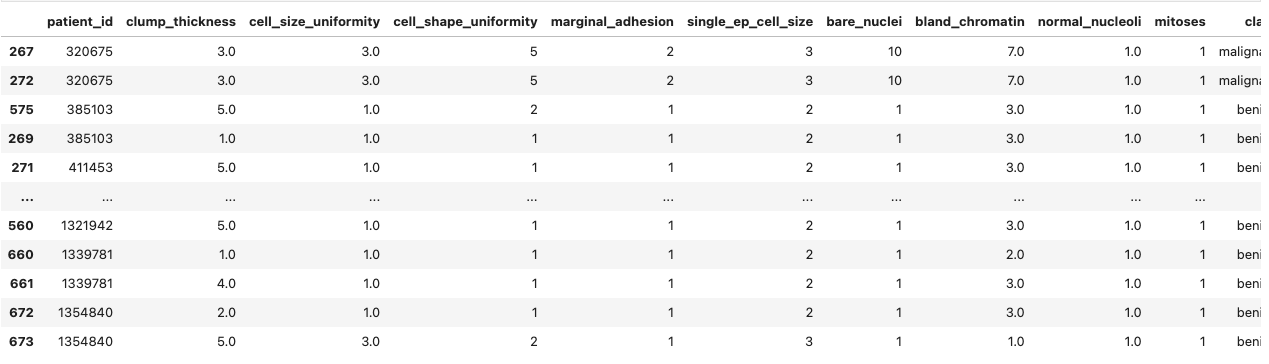 patient_id clump_thickness cell_size_uniformity cell_shape_uniformity marginal_adhesion single_ep_cell_size bare_nuclei bland_chromatin normal_nucleoli mitoses cla
267 320675 3.0 3.0 5 2 3 10 7.0 1.0 1 maligna
272 320675 3.0 3.0 5 2 3 10 7.0 1.0 1 maligna
575 385103 5.0 1.0 2 1 2 1 3.0 1.0 1 beni
269 385103 1.0 1.0 1 1 2 1 3.0 1.0 1 beni
271 411453 5.0 1.0 1 1 2 1 3.0 1.0 1 beni
... ... ... ... ... ... ... ... ... ... ...
560 1321942 5.0 1.0 1 1 2 1 3.0 1.0 1 beni
660 1339781 1.0 1.0 1 1 2 1 2.0 1.0 1 beni
661 1339781 4.0 1.0 1 1 2 1 3.0 1.0 1 beni
672 1354840 2.0 1.0 1 1 2 1 3.0 1.0 1 beni
673 1354840 5.0 3.0 2 1 3 1 1.0 1.0 1 beni